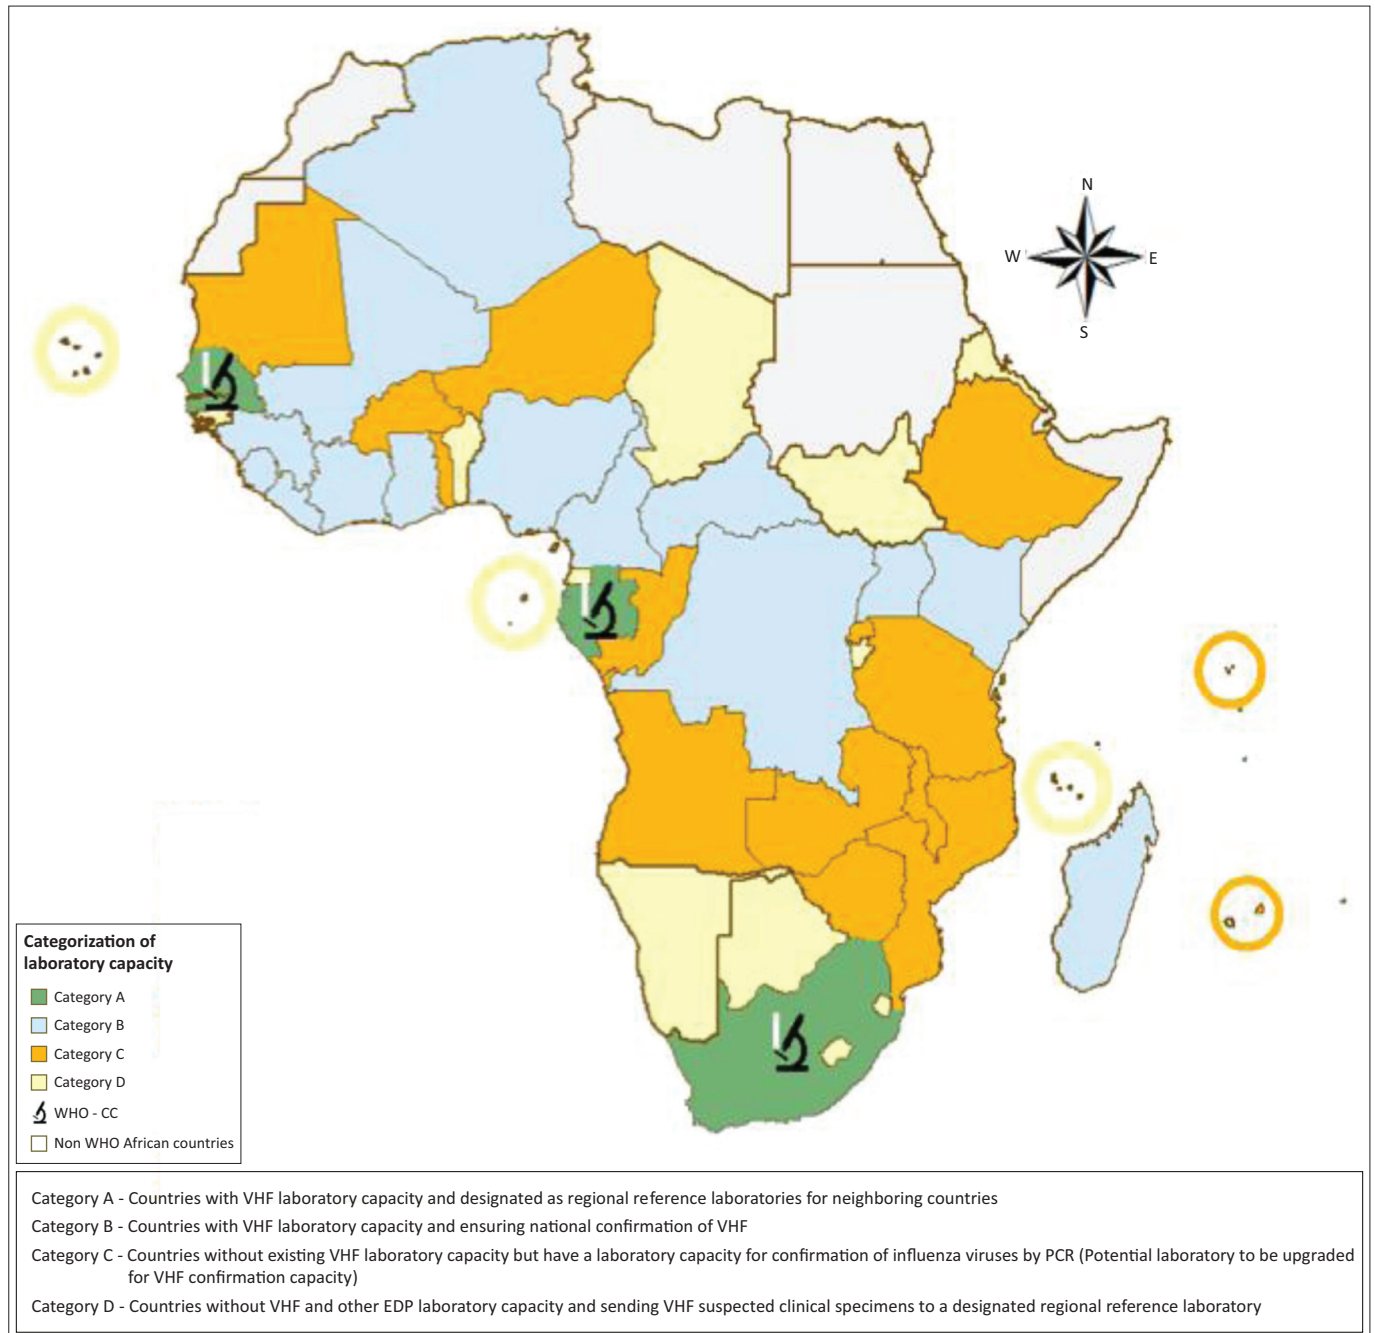 N
W
E
S
Categorization of
laboratory capacity
Category A
Category B
Category C
Category D
WHO - CC
Non WHO African countries
Category A - Countries with VHF laboratory capacity and designated as regional reference laboratories for neighboring countries
Category B - Countries with VHF laboratory capacity and ensuring national confirmation of VHF
Category C - Countries without existing VHF laboratory capacity but have a laboratory capacity for confirmation of influenza viruses by PCR (Potential laboratory to be upgraded
for VHF confirmation capacity)
Category D - Countries without VHF and other EDP laboratory capacity and sending VHF suspected clinical specimens to a designated regional reference laboratory